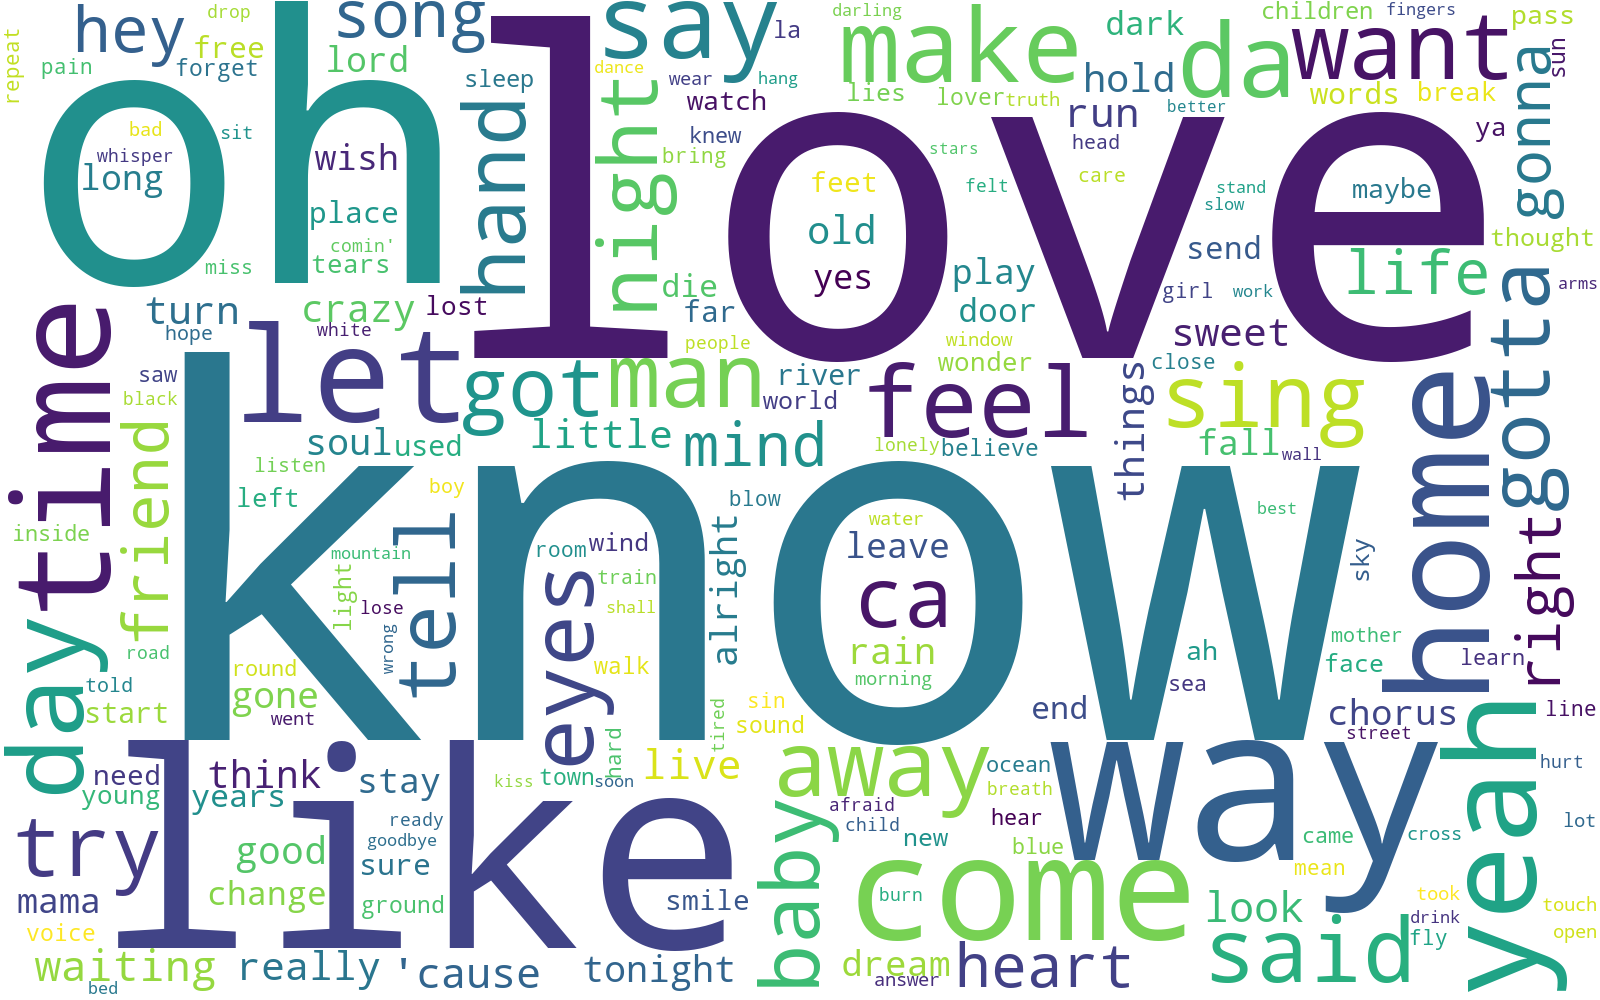 drop
hey
song
say
la
darling
make
dark
da
children
want
fingers
pass
repeat
free
lord
pain
forget
sleep
dance
wear
hang
hold
sun
oh
love
night
hand
watch
lies
lover
truth
run
better
words
break
ya
gonna
bad
sit
whisper
wish
knew
head
long
bring
stars
feet
felt
care
stand
slow
maybe
place
old
comin'
tears
miss
yes
play
send
thought
life
die
girl
work
arms
time
turn
crazy
lost
far
door
hope
white
people
window
sweet
gotta
let
got
man
river
wonder
close
saw
black
world
feel
things
sing
home
friend
soul
used
little
mind
lonely
believe
fall
wall
listen
left
boy
blow
best
know
inside
tell
mountain
room
wind
alright
water
leave
sky
right
light
lose
eyes
train
shall
ca
wrong
road
round
walk
rain
morning
ah
mother
face
learn
day
told
start
gone
went
tired
sin
sound
sea
end
chorus
street
line
yeah
need
think
stay
hard
town
soon
kiss
live
away
ocean
breath
way
hurt
young
years
like
try
ready
goodbye
afraid
child
hear
new
blue
came
cross
lot
good
sure
baby
mean
mama
change
ground
smile
burn
come
look
took
touch
voice
drink
fly
open
said
waiting
really
'cause
tonight
dream
answer
heart
bed